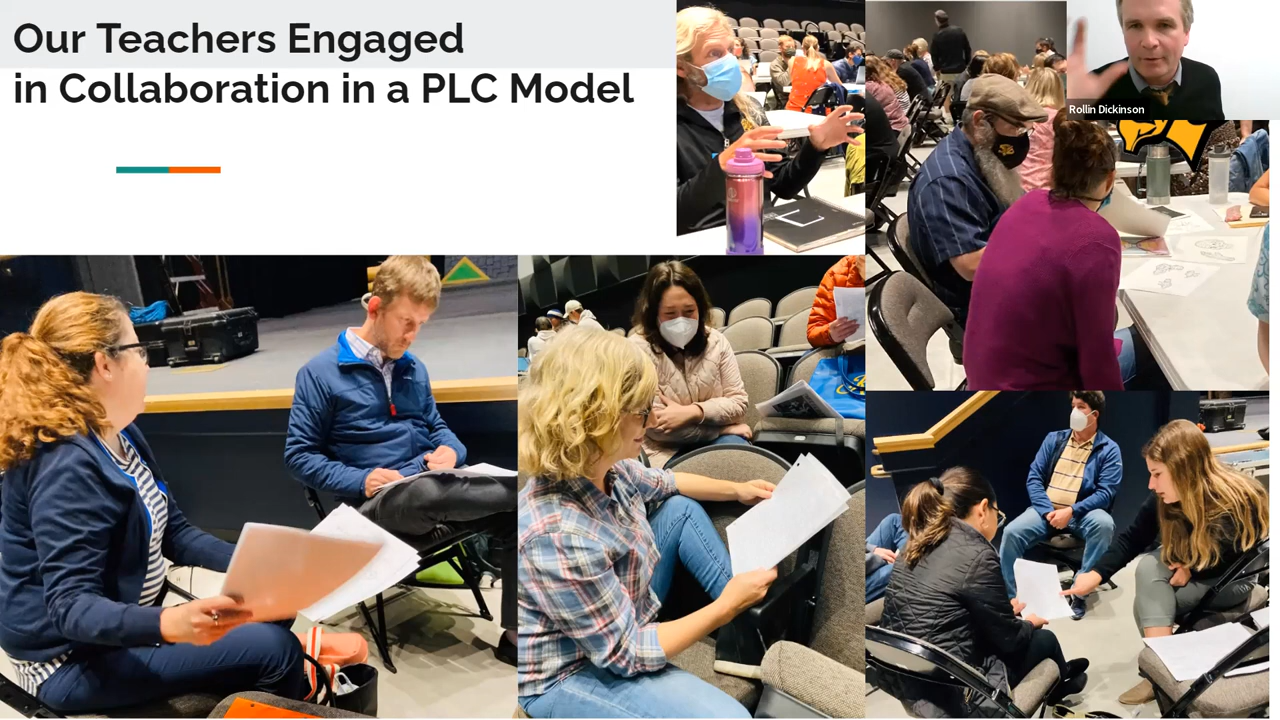 Our Teachers Engaged
in Collaboration in a PLC Model
Rollin Dickinson